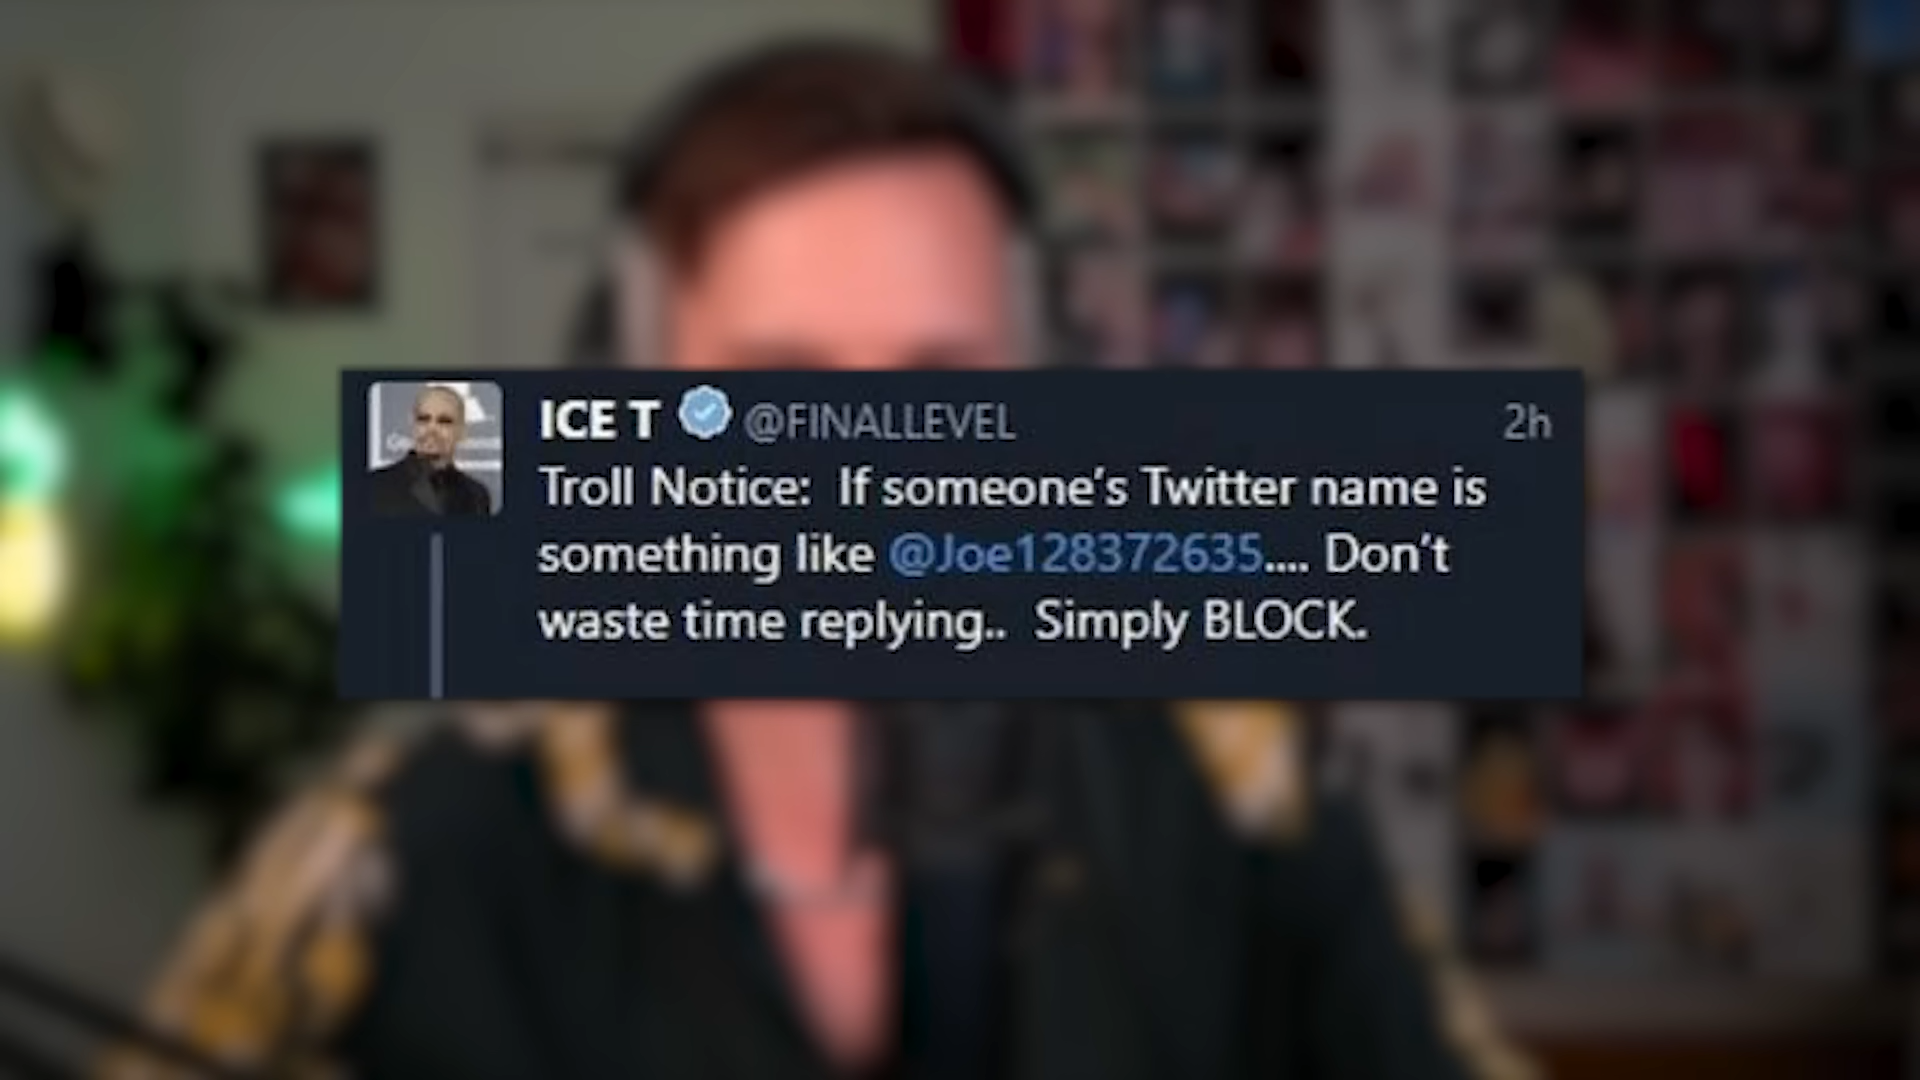 ICE T @FINALLEVEL 2h
Troll Notice:  If someone's Twitter name is
something like @Joe128372635.... Don't
waste time replying..  Simply BLOCK.